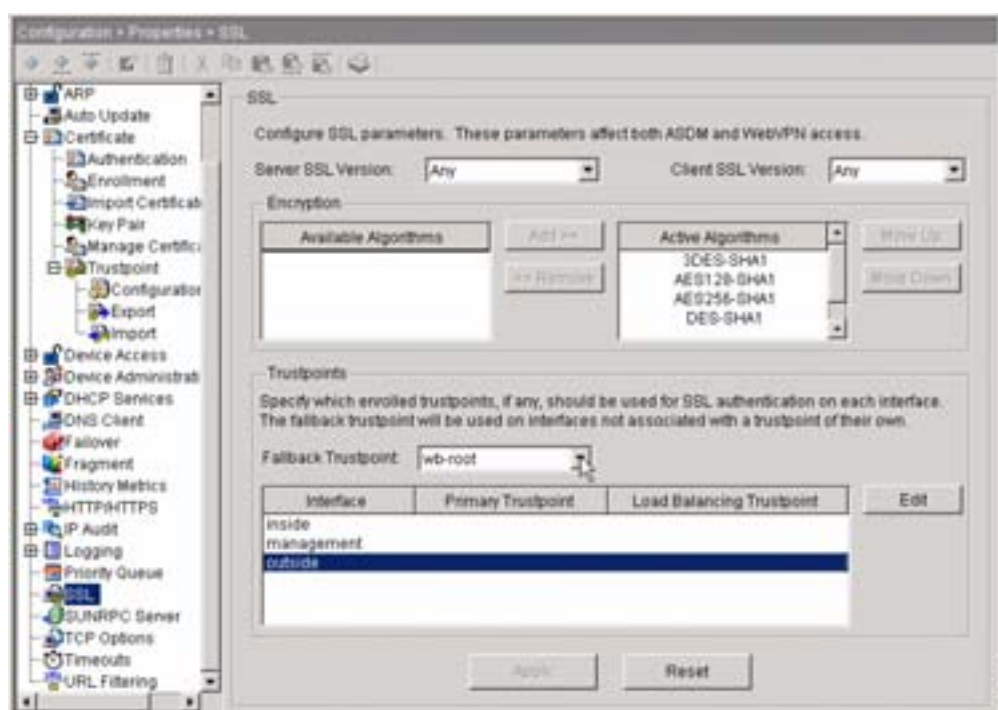 Configuration > Properties > SSL
ARP
Auto Update
Certificate
Authentication
Enrollment
Import Certificat
Key Pair
Manage Certific
Trustpoint
Configuration
Export
Import
Device Access
Device Administrati
DHCP Services
DNS Client
Failover
Fragment
History Metrics
HTTP/HTTPS
IP Audit
Logging
Priority Queue
SSL
SUNRPC Server
TCP Options
Timeouts
URL Filtering
SSL
Configure SSL parameters. These parameters affect both ASDM and WebVPN access.
Server SSL Version: Any Client SSL Version: Any
Encryption
Available Algorithms
Add >>
>> Remove
Active Algorithms
3DES-SHA1
AES128-SHA1
AES256-SHA1
DES-SHA1
Move Up
Move Down
Trustpoints
Specify which enrolled trustpoints, if any, should be used for SSL authentication on each interface.
The fallback trustpoint will be used on interfaces not associated with a trustpoint of their own.
Fallback Trustpoint: wb-root
Interface Primary Trustpoint Load Balancing Trustpoint
inside
management
outside
Edit
Apply Reset